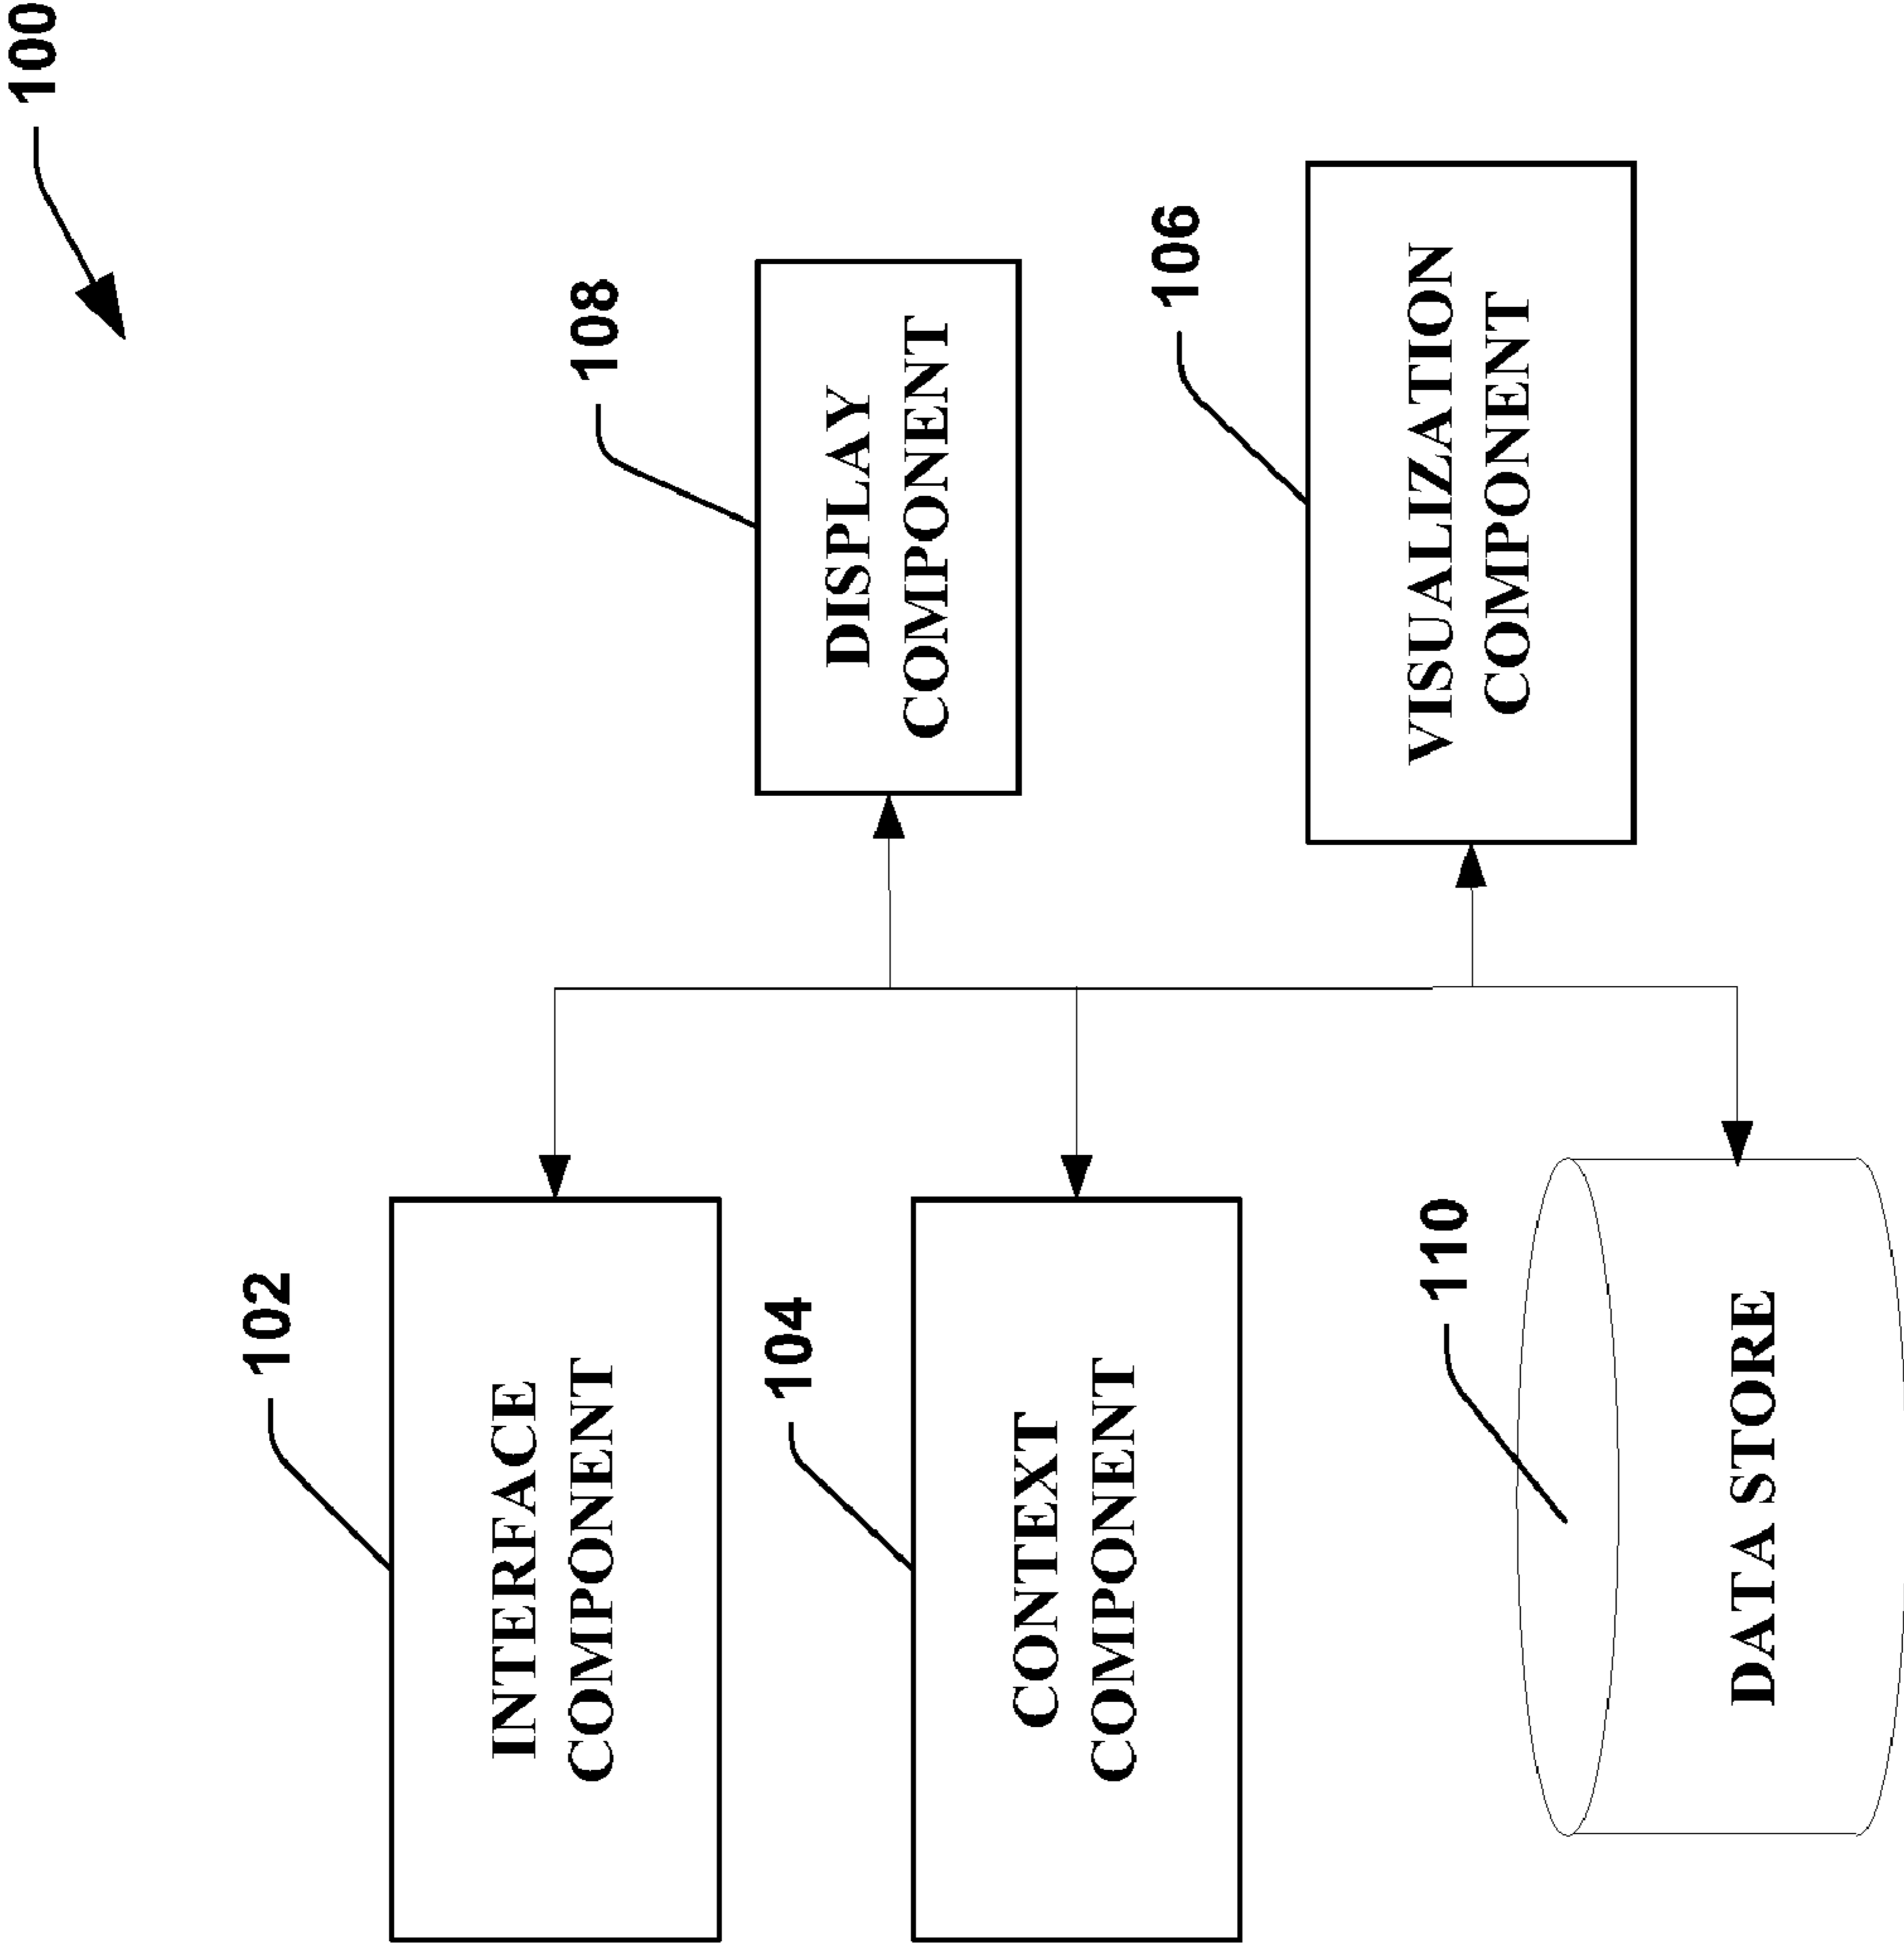 100
102
INTERFACE
COMPONENT
108
DISPLAY
COMPONENT
104
CONTEXT
COMPONENT
106
VISUALIZATION
COMPONENT
110
DATA STORE